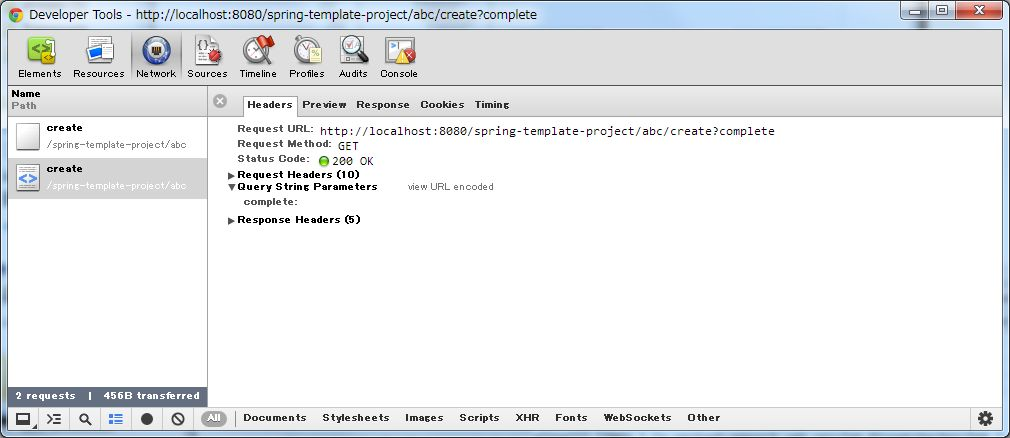 Developer Tools - http://localhost:8080/spring-template-project/abc/create?complete
Elements Resources Network Sources Timeline Profiles Audits Console
Name
Path
Headers Preview Response Cookies Timing
create
/spring-template-project/abc
create
/spring-template-project/abc
Request URL: http://localhost:8080/spring-template-project/abc/create?complete
Request Method: GET
Status Code: 200 OK
Request Headers (10)
Query String Parameters view URL encoded
complete:
Response Headers (5)
2 requests | 456B transferred
All Documents Stylesheets Images Scripts XHR Fonts WebSockets Other